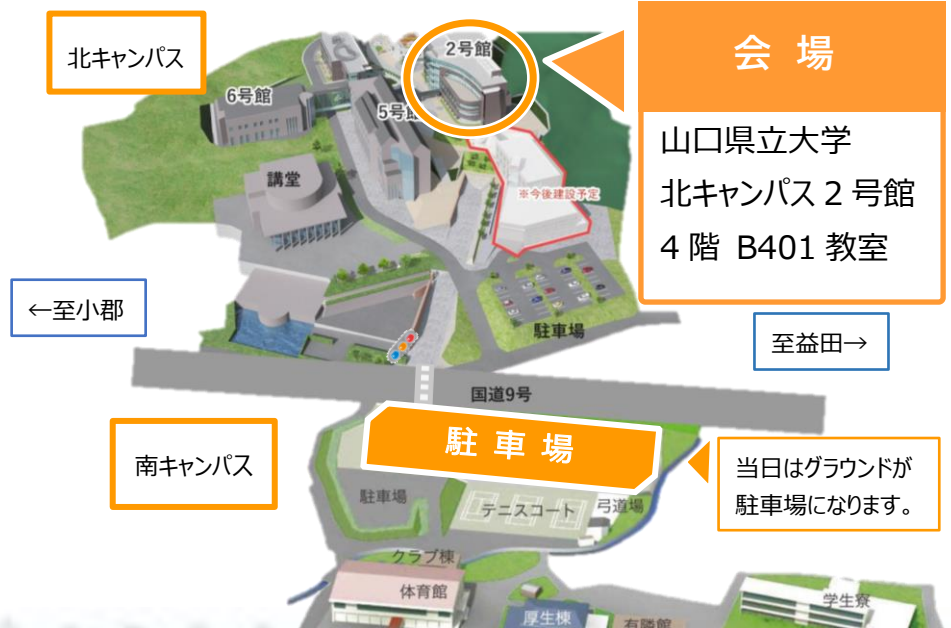 北キャンパス
会 場
山口県立大学
北キャンパス 2 号館
4 階 B401 教室
2号館
6号館
5号館
講堂
※今後建設予定
←至小郡
駐車場
至益田→
国道9号
駐車場
南キャンパス
当日はグラウンドが
駐車場になります。
駐車場
テニスコート
弓道場
クラブ棟
体育館
厚生棟
有勝館
学生寮